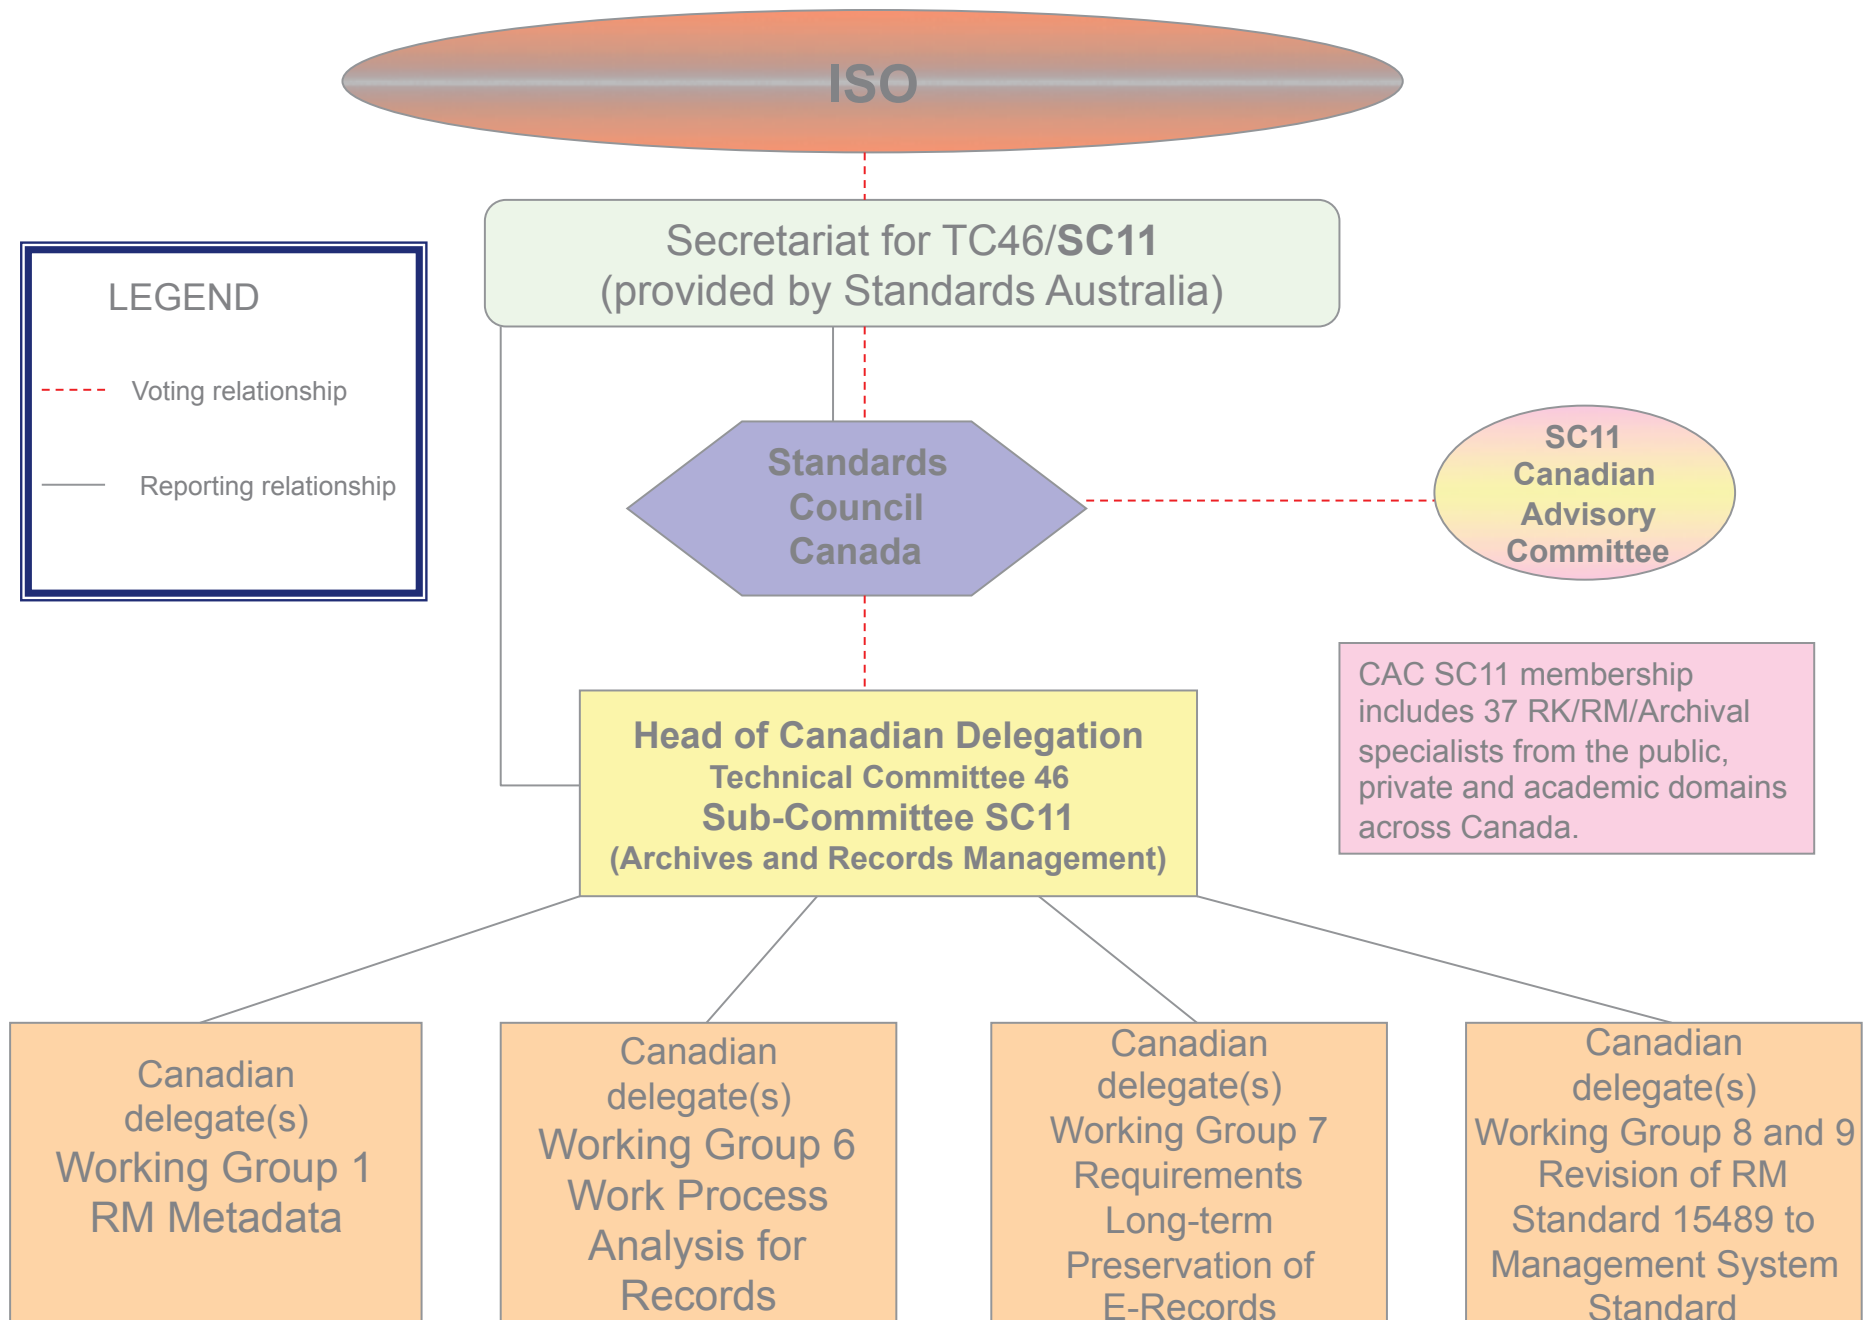 ISO
Secretariat for TC46/SC11
(provided by Standards Australia)
LEGEND
Voting relationship
Reporting relationship
Standards
Council
Canada
SC11
Canadian
Advisory
Committee
CAC SC11 membership
includes 37 RK/RM/Archival
specialists from the public,
private and academic domains
across Canada.
Head of Canadian Delegation
Technical Committee 46
Sub-Committee SC11
(Archives and Records Management)
Canadian
delegate(s)
Working Group 1
RM Metadata
Canadian
delegate(s)
Working Group 6
Work Process
Analysis for
Records
Canadian
delegate(s)
Working Group 7
Requirements
Long-term
Preservation of
E-Records
Canadian
delegate(s)
Working Group 8 and 9
Revision of RM
Standard 15489 to
Management System
Standard